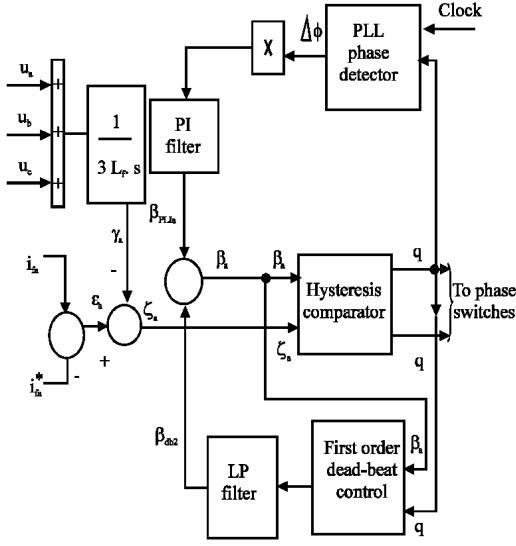 Clock
Δϕ
X
PLL
phase
detector
u_a
u_b
u_c
+
+
+
1
3 L_f. s
PI
filter
β_PLLa
γ_a
-
i_fa
ε_a
ζ_a
+
i*_fa
-
β_a
β_a
ζ_a
Hysteresis
comparator
q
q
To phase
switches
β_db2
LP
filter
First order
dead-beat
control
β_a
q